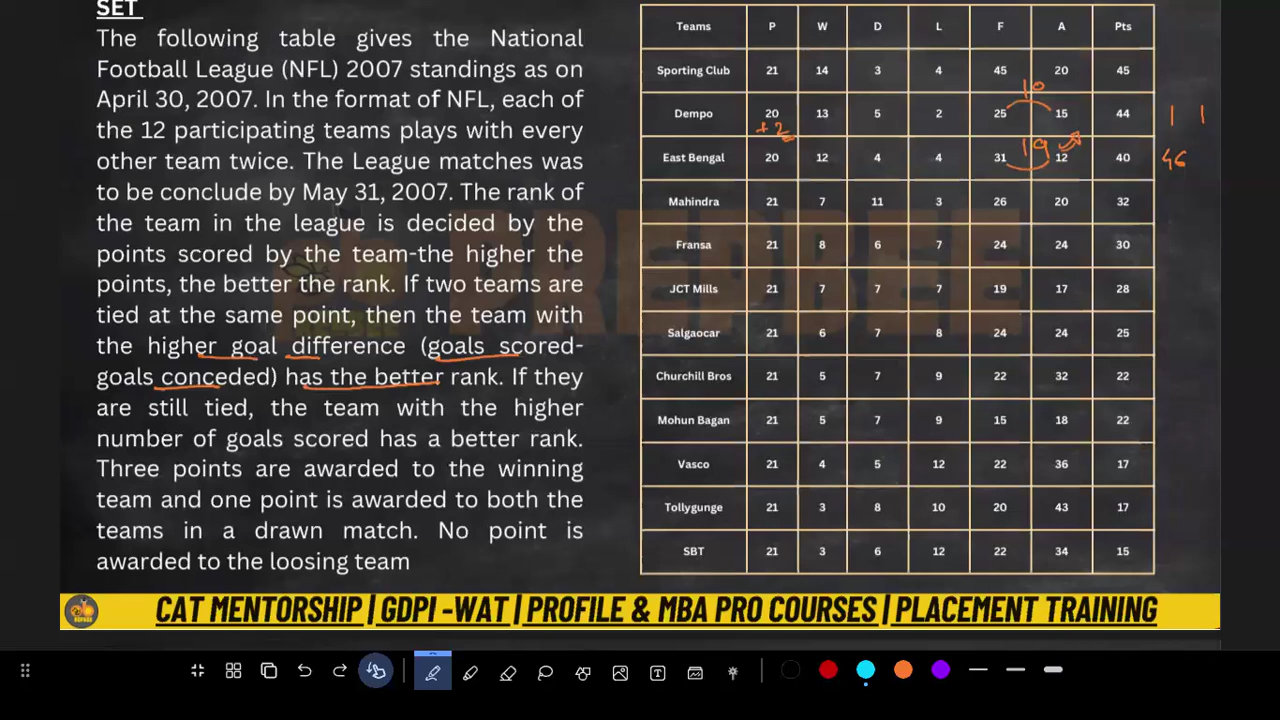 SET
The following table gives the National
Football League (NFL) 2007 standings as on
April 30, 2007. In the format of NFL, each of
the 12 participating teams plays with every
other team twice. The League matches was
to be conclude by May 31, 2007. The rank of
the team in the league is decided by the
points scored by the team-the higher the
points, the better the rank. If two teams are
tied at the same point, then the team with
the higher goal difference (goals scored-
goals conceded) has the better rank. If they
are still tied, the team with the higher
number of goals scored has a better rank.
Three points are awarded to the winning
team and one point is awarded to both the
teams in a drawn match. No point is
awarded to the loosing team
Teams P W D L F A Pts
Sporting Club 21 14 3 4 45 20 45
10
Dempo 20 13 5 2 25 15 44 1 1
+2
19
East Bengal 20 12 4 4 31 12 40 46
Mahindra 21 7 11 3 26 20 32
Fransa 21 8 6 7 24 24 30
JCT Mills 21 7 7 7 19 17 28
Salgaocar 21 6 7 8 24 24 25
Churchill Bros 21 5 7 9 22 32 22
Mohun Bagan 21 5 7 9 15 18 22
Vasco 21 4 5 12 22 36 17
Tollygunge 21 3 8 10 20 43 17
SBT 21 3 6 12 22 34 15
PREPBEE
CAT MENTORSHIP | GDPI -WAT | PROFILE & MBA PRO COURSES | PLACEMENT TRAINING